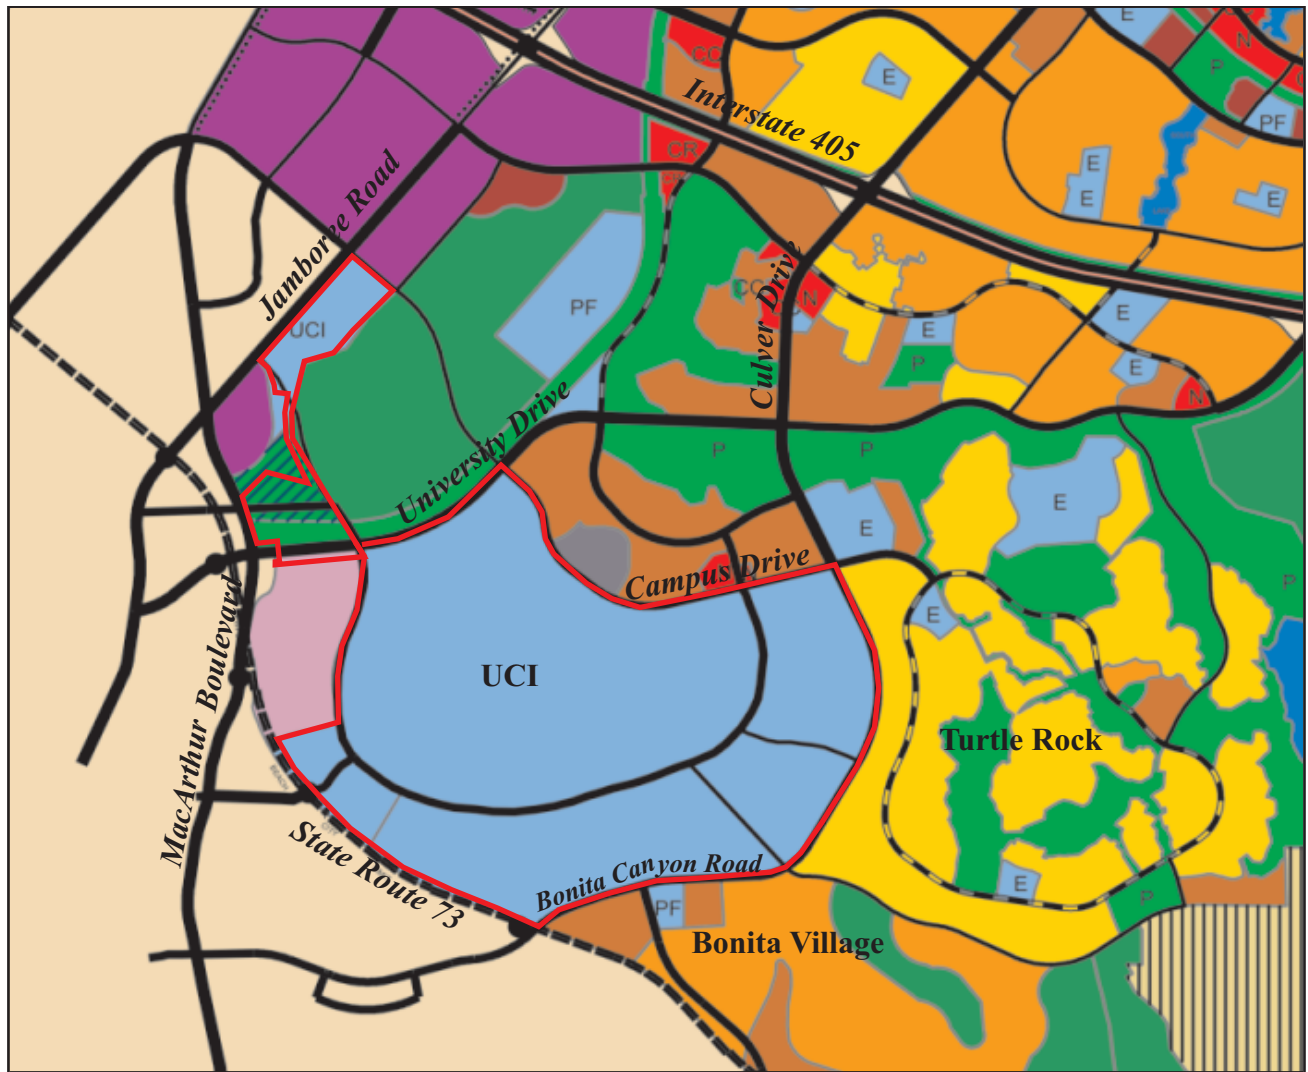 E
N
CO
P
E
Interstate 405
PF
CR
E
E
E
Jamboree Road
UCI
PF
CC
N
Culver Drive
E
E
P
E
N
University Drive
P
P
E
E
Campus Drive
P
E
MacArthur Boulevard
UCI
Turtle Rock
State Route 73
Bonita Canyon Road
E
P
PF
Bonita Village